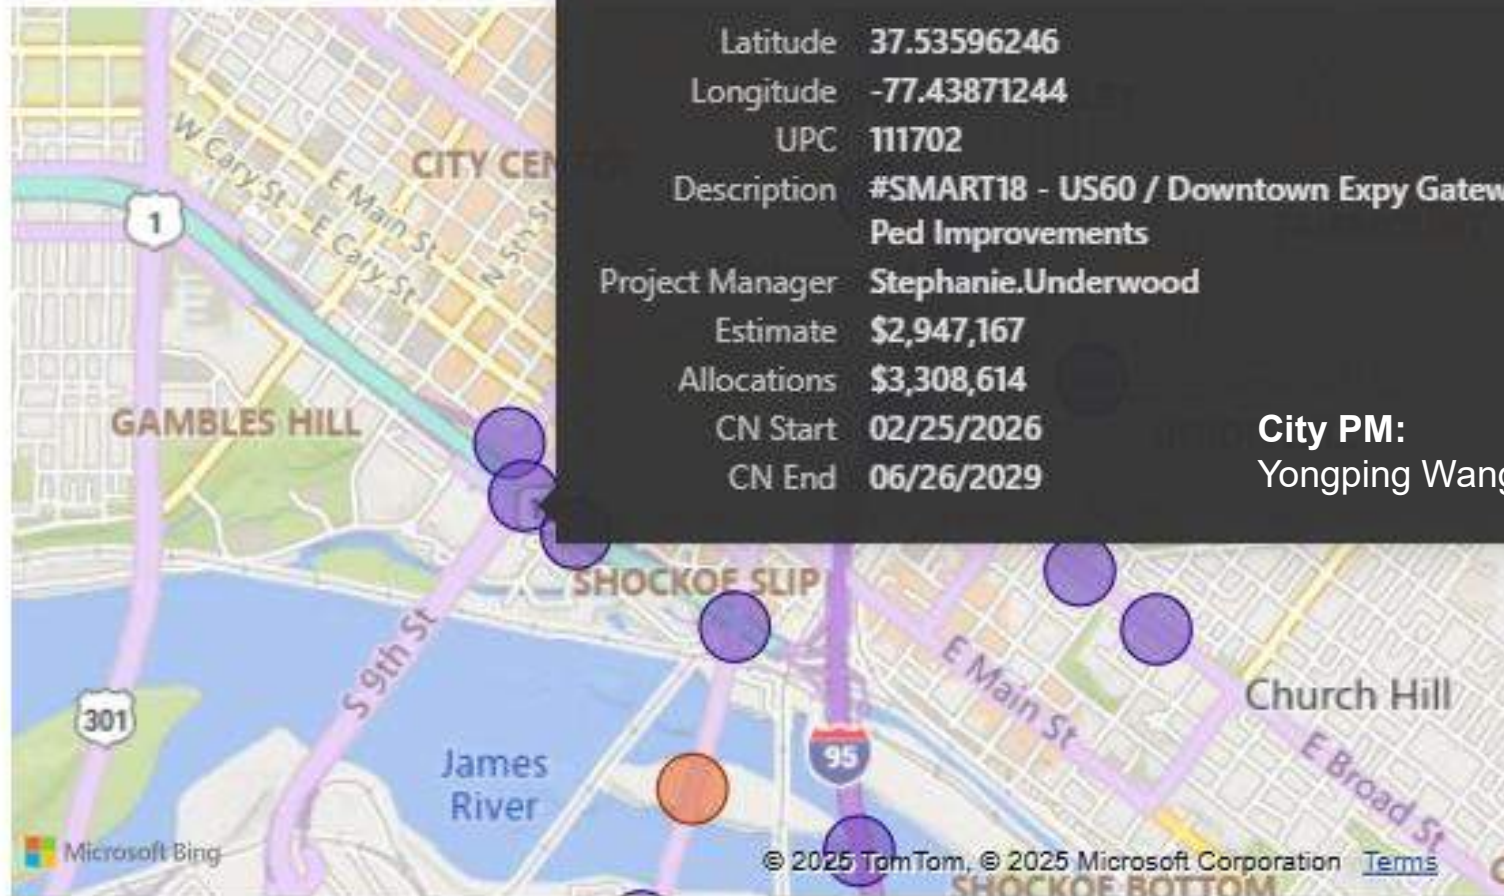 Latitude 37.53596246
Longitude -77.43871244
UPC 111702
Description #SMART18 - US60 / Downtown Expy Gatew
Ped Improvements
Project Manager Stephanie.Underwood
Estimate $2,947,167
Allocations $3,308,614
CN Start 02/25/2026
CN End 06/26/2029
City PM:
Yongping Wang
W Cary St
E Main St
E Cary St
N 5th St
CITY CEN
1
GAMBLES HILL
SHOCKOE SLIP
S 9th St
301
James
River
95
E Main St
Church Hill
E Broad St
Microsoft Bing
© 2025 TomTom, © 2025 Microsoft Corporation Terms
SHOCKOE BOTTOM